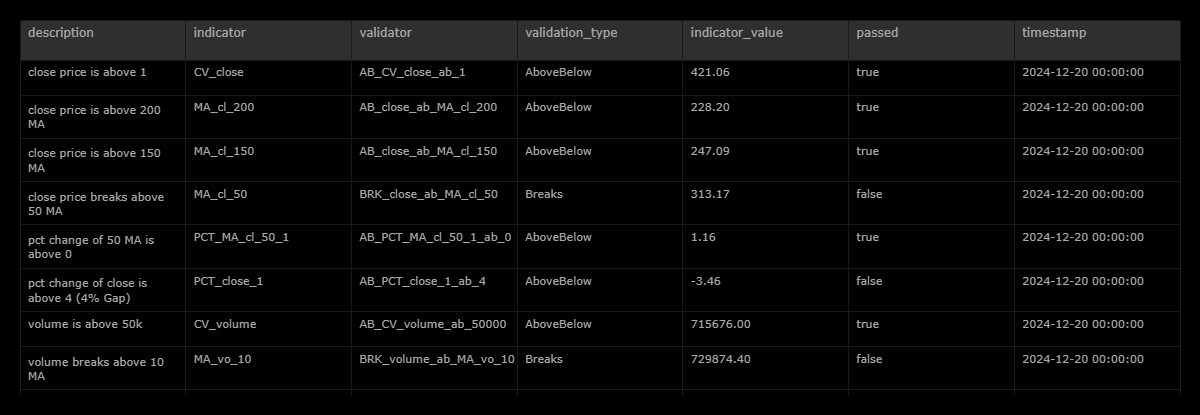 description indicator validator validation_type indicator_value passed timestamp
close price is above 1 CV_close AB_CV_close_ab_1 AboveBelow 421.06 true 2024-12-20 00:00:00
close price is above 200 MA_cl_200 AB_close_ab_MA_cl_200 AboveBelow 228.20 true 2024-12-20 00:00:00
MA
close price is above 150 MA_cl_150 AB_close_ab_MA_cl_150 AboveBelow 247.09 true 2024-12-20 00:00:00
MA
close price breaks above MA_cl_50 BRK_close_ab_MA_cl_50 Breaks 313.17 false 2024-12-20 00:00:00
50 MA
pct change of 50 MA is PCT_MA_cl_50_1 AB_PCT_MA_cl_50_1_ab_0 AboveBelow 1.16 true 2024-12-20 00:00:00
above 0
pct change of close is PCT_close_1 AB_PCT_close_1_ab_4 AboveBelow -3.46 false 2024-12-20 00:00:00
above 4 (4% Gap)
volume is above 50k CV_volume AB_CV_volume_ab_50000 AboveBelow 715676.00 true 2024-12-20 00:00:00
volume breaks above 10 MA_vo_10 BRK_volume_ab_MA_vo_10 Breaks 729874.40 false 2024-12-20 00:00:00
MA